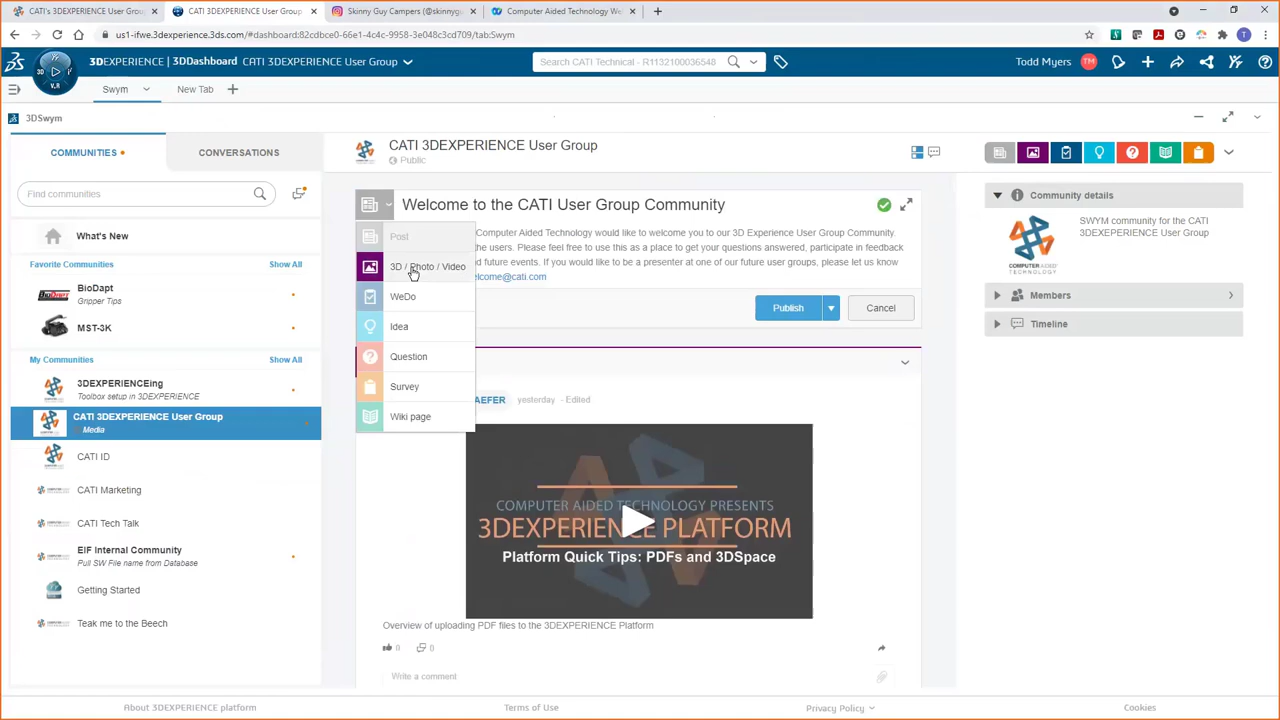 CATI's 3DEXPERIENCE User Group
CATI 3DEXPERIENCE User Group
Skinny Guy Campers (@skinnyg
Computer Aided Technology We
us1-ifwe.3dexperience.3ds.com/#dashboard:82cdbce0-66e1-4c4c-9958-3e048c3cd709/tab:Swym
3DEXPERIENCE | 3DDashboard CATI 3DEXPERIENCE User Group
Search CATI Technical - R1132100036548
Todd Myers TM
3D
V.R
Swym
New Tab
3DSwym
COMMUNITIES
CONVERSATIONS
Find communities
What's New
Favorite Communities Show All
BioDapt
Gripper Tips
MST-3K
My Communities Show All
3DEXPERIENCEing
Toolbox setup in 3DEXPERIENCE
CATI 3DEXPERIENCE User Group
Media
CATI ID
CATI Marketing
CATI Tech Talk
EIF Internal Community
Pull SW File name from Database
Getting Started
Teak me to the Beech
CATI 3DEXPERIENCE User Group
Public
Welcome to the CATI User Group Community
Computer Aided Technology would like to welcome you to our 3D Experience User Group Community.
the users. Please feel free to use this as a place to get your questions answered, participate in feedback
d future events. If you would like to be a presenter at one of our future user groups, please let us know
lcome@cati.com
Post
3D / Photo / Video
WeDo
Idea
Question
Survey
Wiki page
Publish
Cancel
AEFER yesterday - Edited
COMPUTER AIDED TECHNOLOGY PRESENTS
3DEXPERIENCE PLATFORM
Platform Quick Tips: PDFs and 3DSpace
Overview of uploading PDF files to the 3DEXPERIENCE Platform
0 0
Write a comment
Community details
COMPUTER AIDED
TECHNOLOGY
SWYM community for the CATI
3DEXPERIENCE User Group
Members
Timeline
About 3DEXPERIENCE platform
Terms of Use
Privacy Policy
Cookies